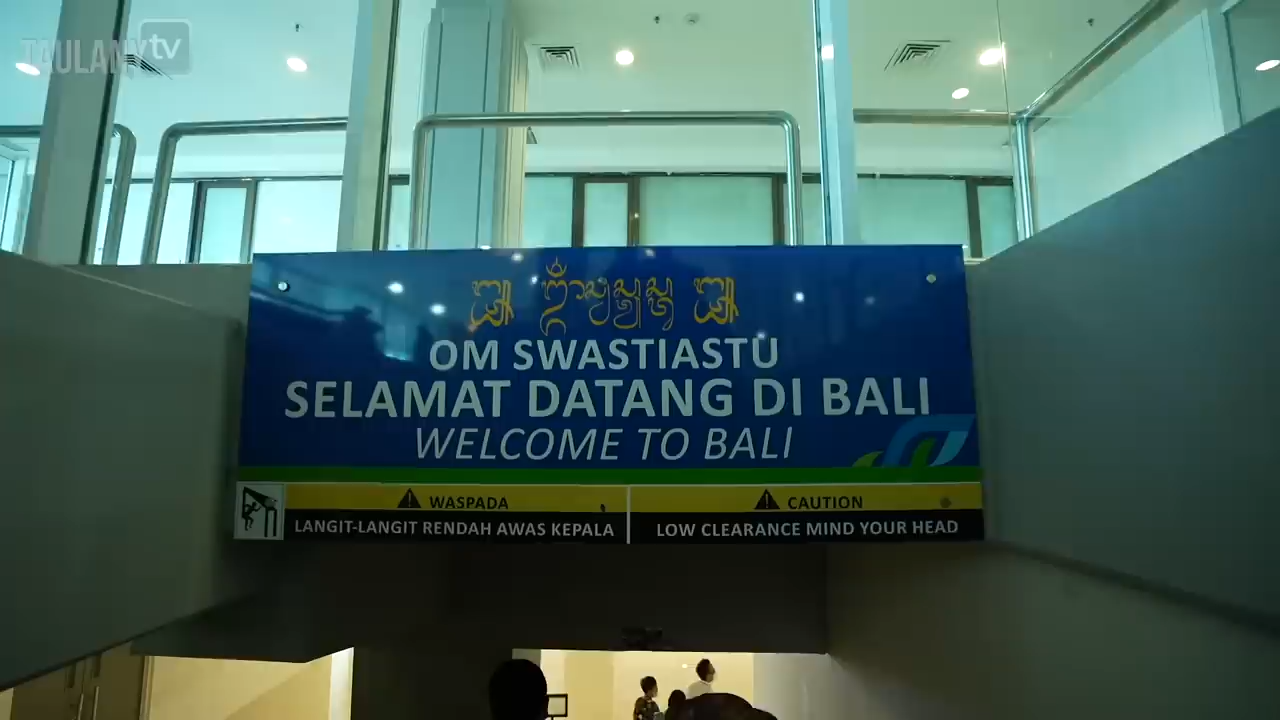 TAULANY tv
OM SWASTIASTU
SELAMAT DATANG DI BALI
WELCOME TO BALI
WASPADA
LANGIT-LANGIT RENDAH AWAS KEPALA
CAUTION
LOW CLEARANCE MIND YOUR HEAD